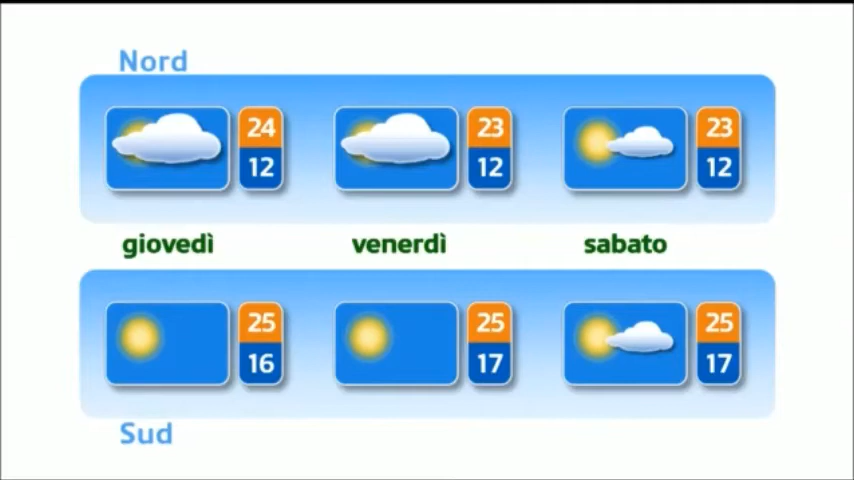 Nord
24 23 23
12 12 12
giovedì venerdì sabato
25 25 25
16 17 17
Sud